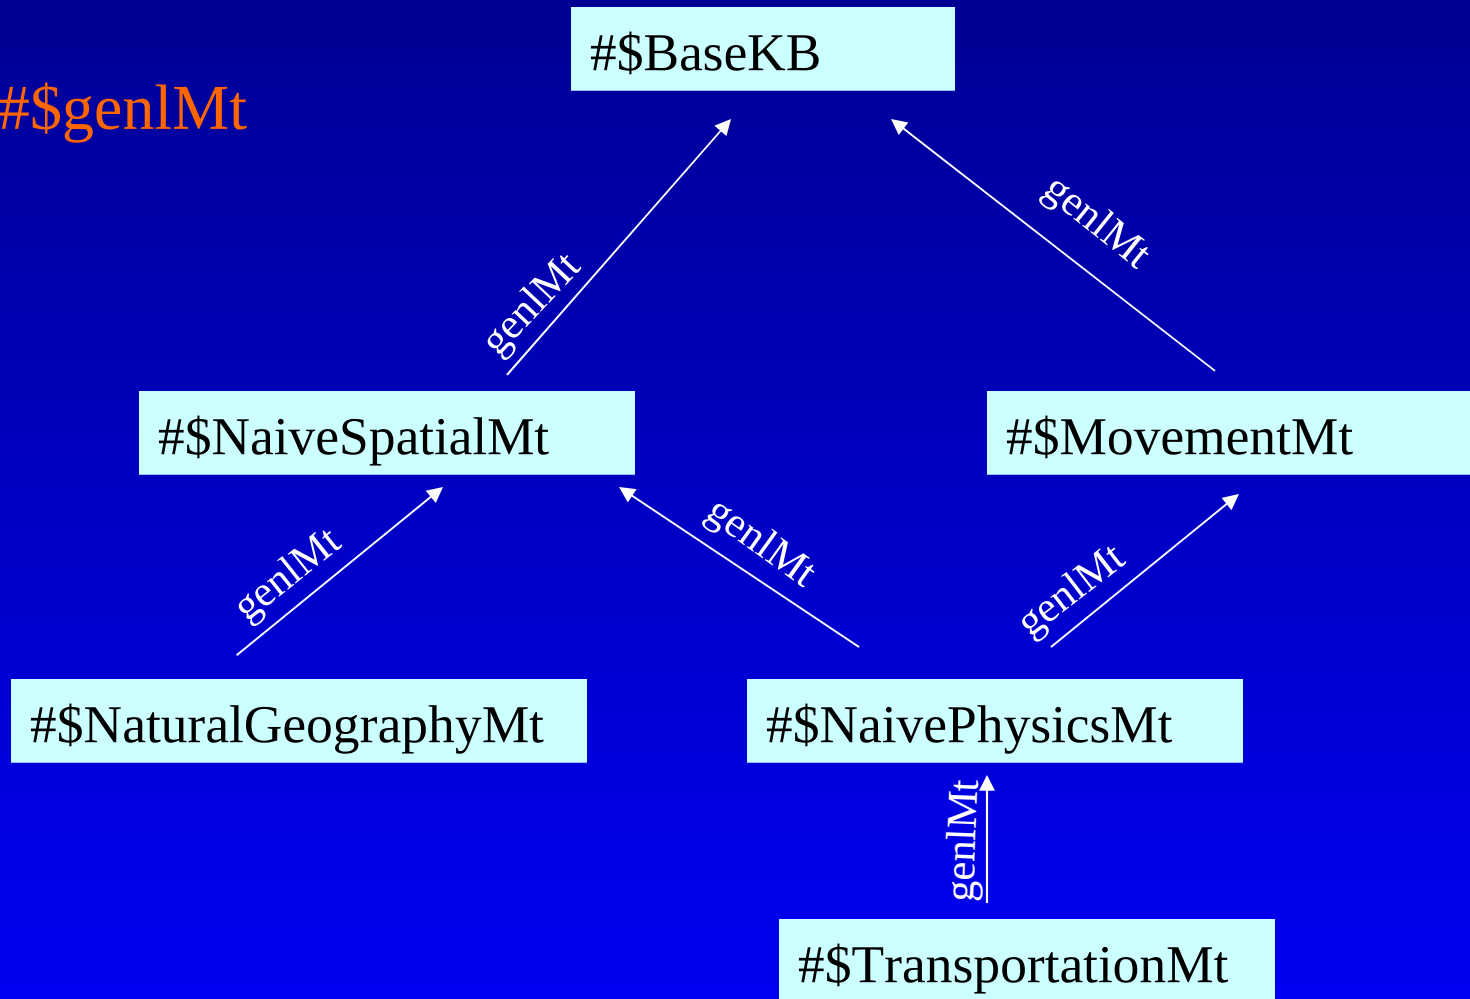 #$BaseKB
#$genlMt
genlMt
genlMt
#$NaiveSpatialMt
#$MovementMt
genlMt
genlMt
genlMt
#$NaturalGeographyMt
#$NaivePhysicsMt
genlMt
#$TransportationMt